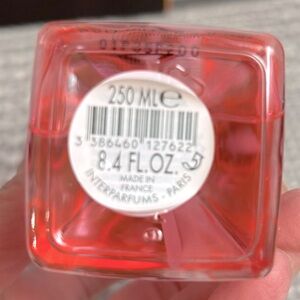 250 ML ℮
3 386460 127622
8.4 FL.OZ.
MADE IN
FRANCE
INTERPARFUMS - PARIS